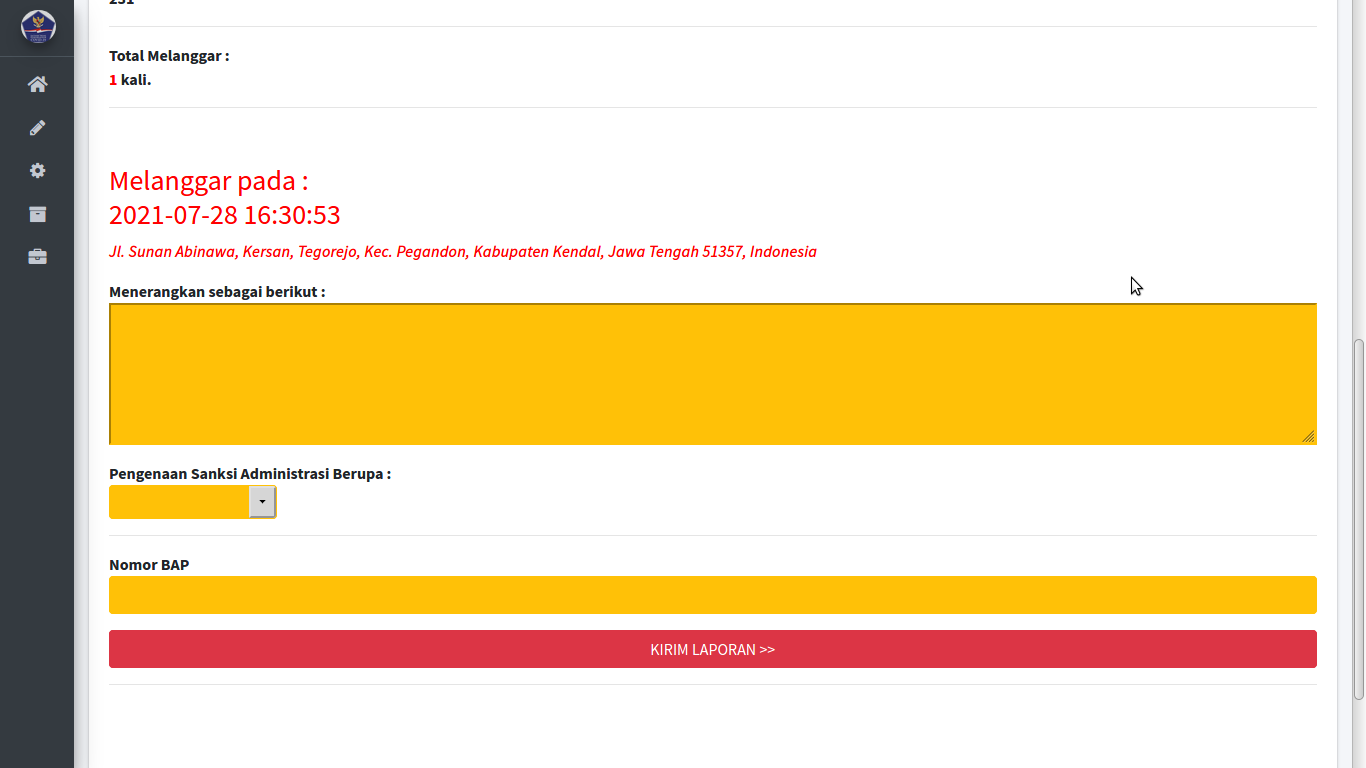 231
Total Melanggar :
1 kali.
Melanggar pada :
2021-07-28 16:30:53
Jl. Sunan Abinawa, Kersan, Tegorejo, Kec. Pegandon, Kabupaten Kendal, Jawa Tengah 51357, Indonesia
Menerangkan sebagai berikut :
Pengenaan Sanksi Administrasi Berupa :
Nomor BAP
KIRIM LAPORAN >>